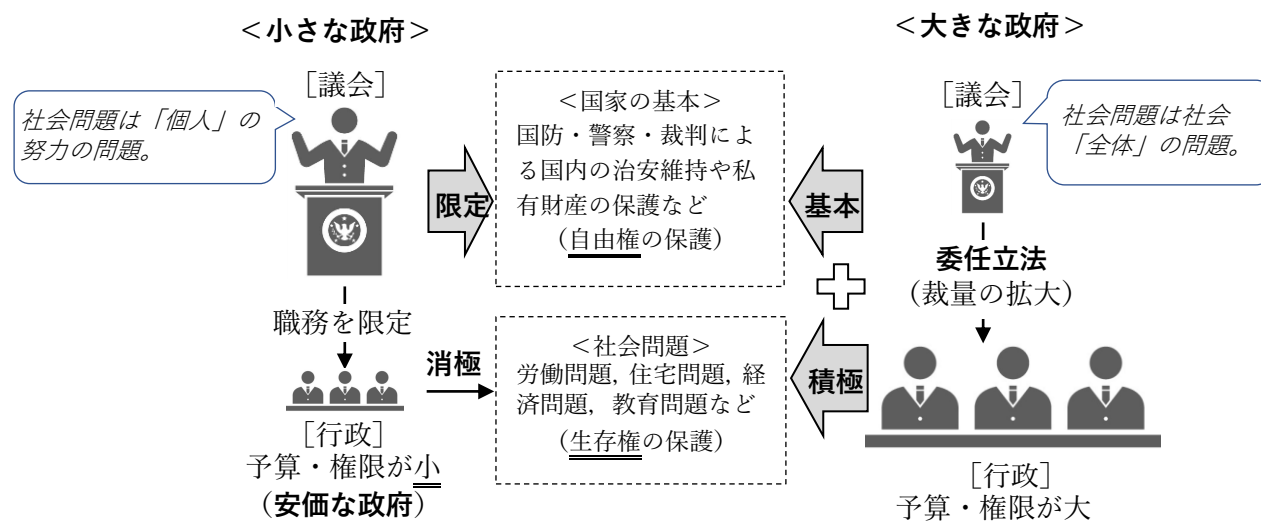 ＜小さな政府＞
［議会］
社会問題は「個人」の
努力の問題。
限定
職務を限定
消極
［行政］
予算・権限が小
（安価な政府）
＜国家の基本＞
国防・警察・裁判によ
る国内の治安維持や私
有財産の保護など
（自由権の保護）
＜社会問題＞
労働問題，住宅問題，経
済問題，教育問題など
（生存権の保護）
＜大きな政府＞
［議会］
社会問題は社会
「全体」の問題。
基本
委任立法
（裁量の拡大）
積極
［行政］
予算・権限が大